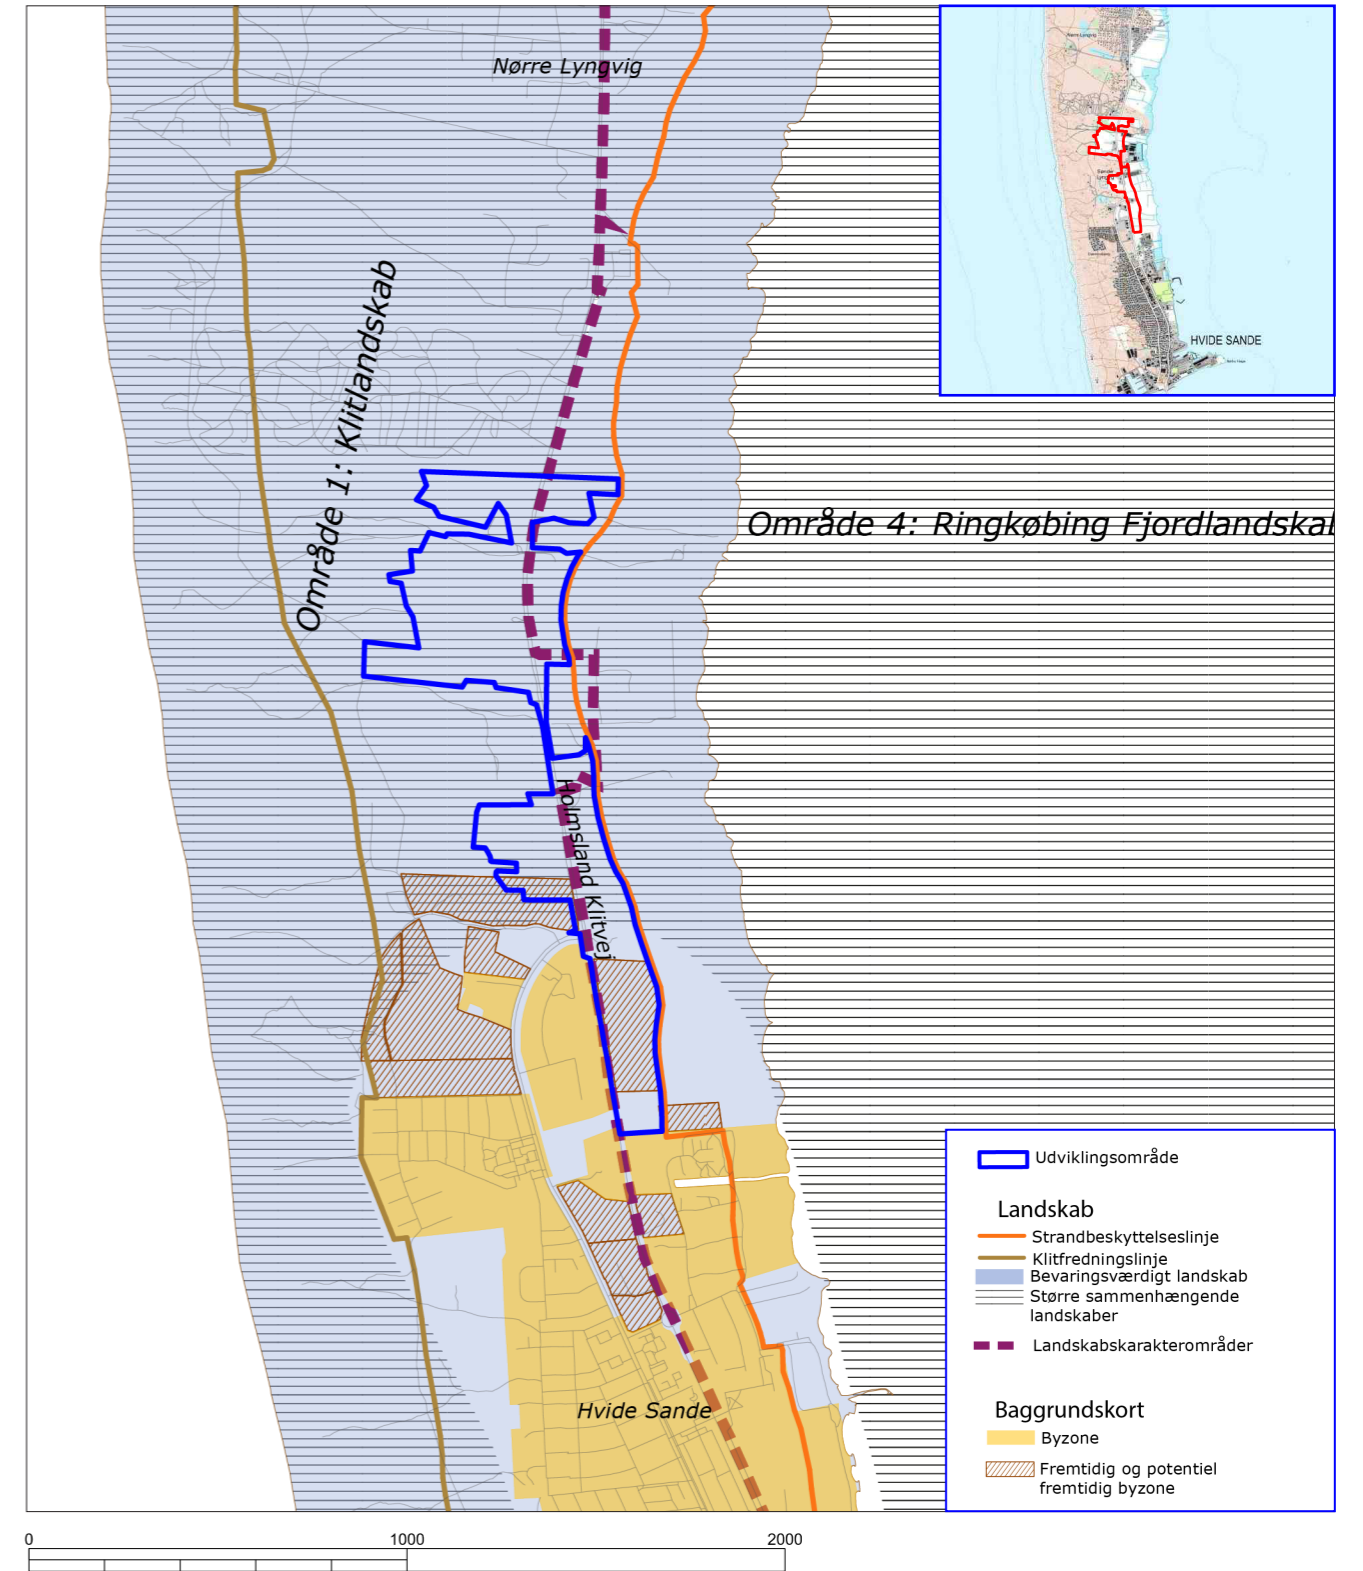 Nørre Lyngvig
HVIDE SANDE
Område 1: Klitlandskab
Område 4: Ringkøbing Fjordlandskab
Holmsland Klitvej
Hvide Sande
Udviklingsområde
Landskab
Strandbeskyttelseslinje
Klitfredningslinje
Bevaringsværdigt landskab
Større sammenhængende
landskaber
Landskabskarakterområder
Baggrundskort
Byzone
Fremtidig og potentiel
fremtidig byzone
0 1000 2000